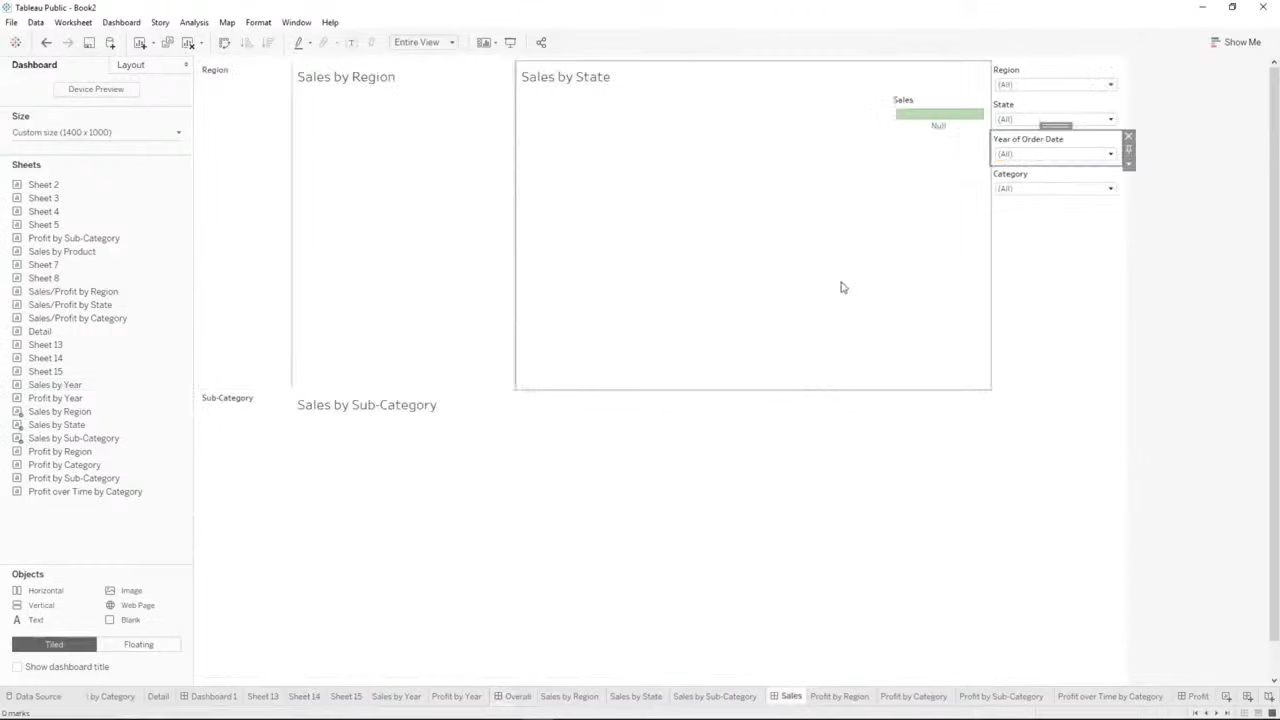 Tableau Public - Book2
File Data Worksheet Dashboard Story Analysis Map Format Window Help
Entire View
Show Me
Dashboard Layout
Device Preview
Size
Custom size (1400 x 1000)
Sheets
Sheet 2
Sheet 3
Sheet 4
Sheet 5
Profit by Sub-Category
Sales by Product
Sheet 7
Sheet 8
Sales/Profit by Region
Sales/Profit by State
Sales/Profit by Category
Detail
Sheet 13
Sheet 14
Sheet 15
Sales by Year
Profit by Year
Sales by Region
Sales by State
Sales by Sub-Category
Profit by Region
Profit by Category
Profit by Sub-Category
Profit over Time by Category
Objects
Horizontal Image
Vertical Web Page
A Text Blank
Tiled Floating
Show dashboard title
Region
Sales by Region
Sales by State
Sales
Null
Region
(All)
State
(All)
Year of Order Date
(All)
Category
(All)
Sub-Category
Sales by Sub-Category
Data Source by Category Detail Dashboard 1 Sheet 13 Sheet 14 Sheet 15 Sales by Year Profit by Year Overall Sales by Region Sales by State Sales by Sub-Category Sales Profit by Region Profit by Category Profit by Sub-Category Profit over Time by Category Profit
0 marks